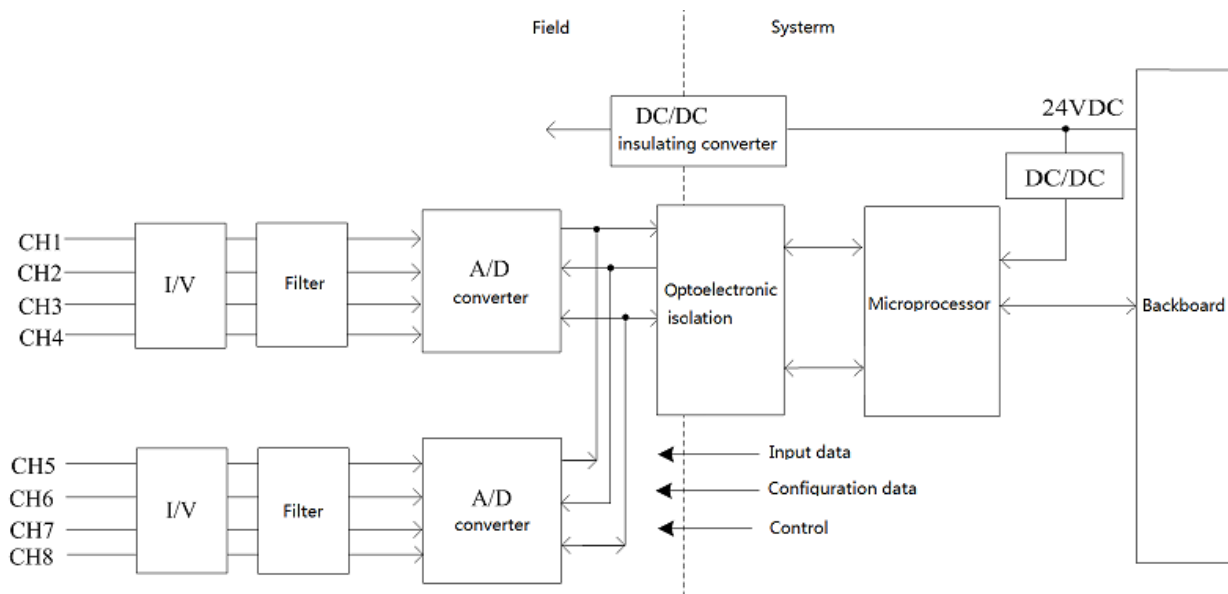 Field
Systerm
DC/DC
insulating converter
24VDC
DC/DC
CH1
CH2
CH3
CH4
I/V
Filter
A/D
converter
Optoelectronic
isolation
Microprocessor
Backboard
CH5
CH6
CH7
CH8
I/V
Filter
A/D
converter
Input data
Configuration data
Control